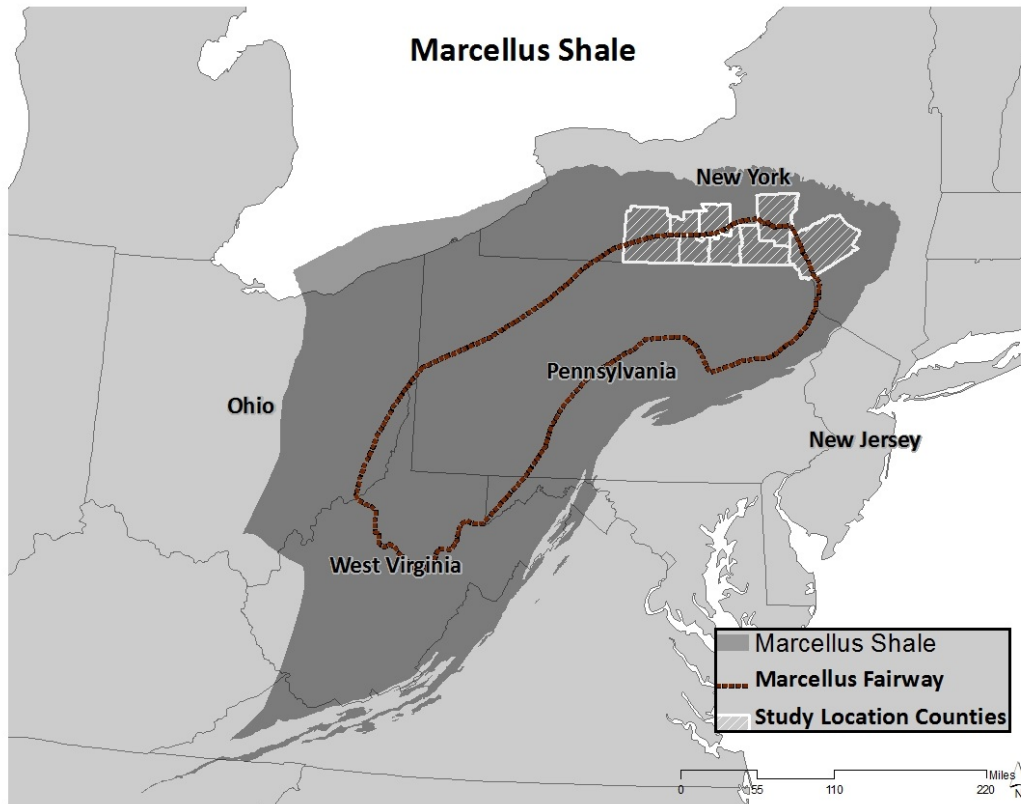 Marcellus Shale
New York
Pennsylvania
Ohio
New Jersey
West Virginia
Marcellus Shale
Marcellus Fairway
Study Location Counties
Miles
0 55 110 220
N